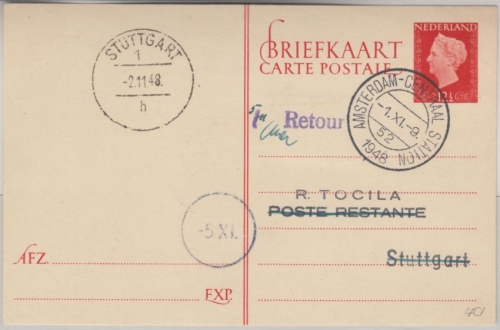 STUTTGART
1
-2.11.48.
h
BRIEFKAART
CARTE POSTALE
NEDERLAND
12½ CENT
AMSTERDAM-CENTRAAL STATION
-1.XI.-9.
52
1948
Retour
R. TOCILA
POSTE RESTANTE
Stuttgart
-5.XI.
AFZ.
EXP.